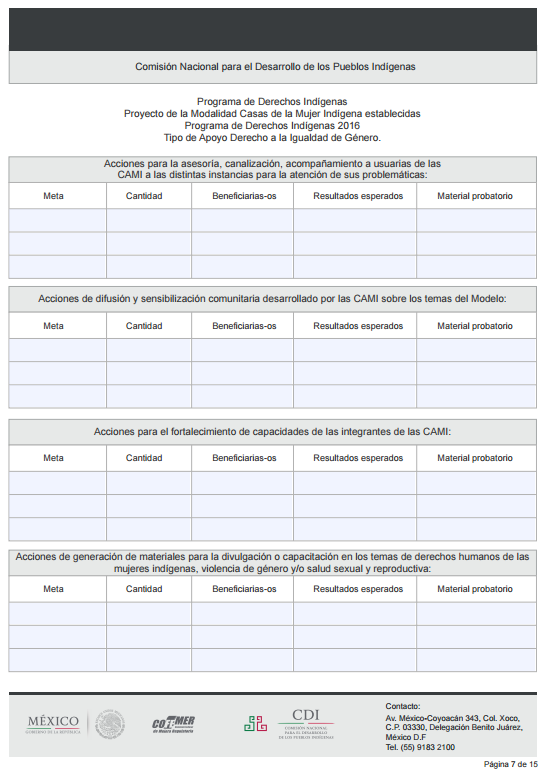 Comisión Nacional para el Desarrollo de los Pueblos Indígenas
Programa de Derechos Indígenas
Proyecto de la Modalidad Casas de la Mujer Indígena establecidas
Programa de Derechos Indígenas 2016
Tipo de Apoyo Derecho a la Igualdad de Género.
Acciones para la asesoría, canalización, acompañamiento a usuarias de las
CAMI a las distintas instancias para la atención de sus problemáticas:
Meta Cantidad Beneficiarias-os Resultados esperados Material probatorio
Acciones de difusión y sensibilización comunitaria desarrollado por las CAMI sobre los temas del Modelo:
Meta Cantidad Beneficiarias-os Resultados esperados Material probatorio
Acciones para el fortalecimiento de capacidades de las integrantes de las CAMI:
Meta Cantidad Beneficiarias-os Resultados esperados Material probatorio
Acciones de generación de materiales para la divulgación o capacitación en los temas de derechos humanos de las
mujeres indígenas, violencia de género y/o salud sexual y reproductiva:
Meta Cantidad Beneficiarias-os Resultados esperados Material probatorio
MÉXICO
GOBIERNO DE LA REPÚBLICA
COFEMER
de Mejora Regulatoria
CDI
COMISIÓN NACIONAL
PARA EL DESARROLLO
DE LOS PUEBLOS INDÍGENAS
Contacto:
Av. México-Coyoacán 343, Col. Xoco,
C.P. 03330, Delegación Benito Juárez,
México D.F
Tel. (55) 9183 2100
Página 7 de 15